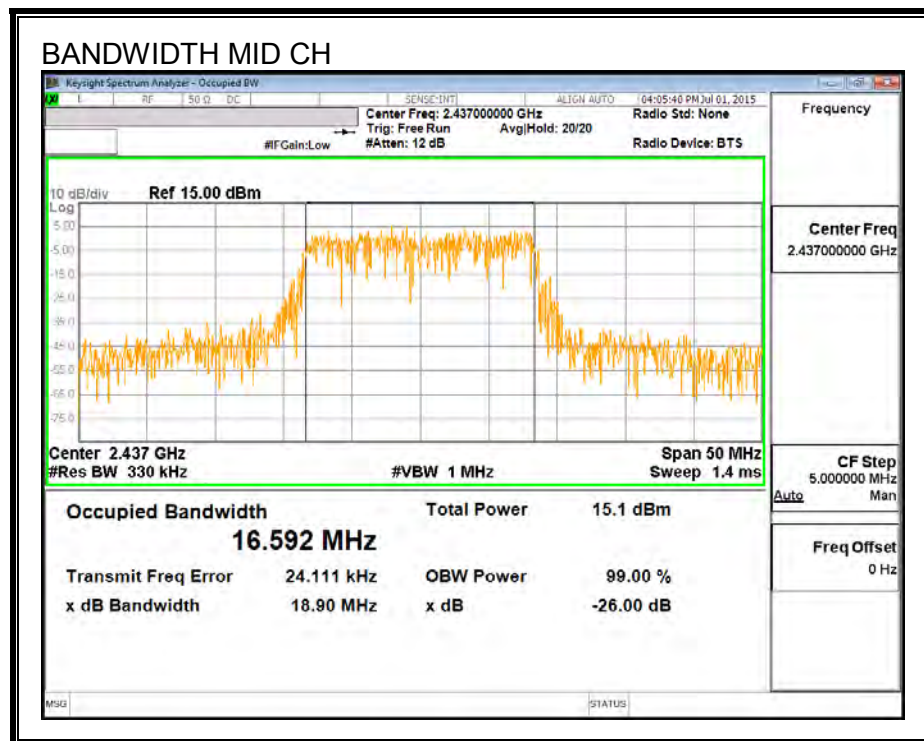 BANDWIDTH MID CH
Keysight Spectrum Analyzer - Occupied BW
L RF 50 Ω DC SENSE:INT ALIGN AUTO 04:05:40 PM Jul 01, 2015
Center Freq: 2.437000000 GHz Radio Std: None
Trig: Free Run Avg|Hold: 20/20
#IFGain:Low #Atten: 12 dB Radio Device: BTS
Frequency
10 dB/div Ref 15.00 dBm
Log
5.00
-5.00
-15.0
-25.0
-35.0
-45.0
-55.0
-65.0
-75.0
Center 2.437 GHz Span 50 MHz
#Res BW 330 kHz #VBW 1 MHz Sweep 1.4 ms
Center Freq
2.437000000 GHz
CF Step
5.000000 MHz
Auto Man
Freq Offset
0 Hz
Occupied Bandwidth Total Power 15.1 dBm
16.592 MHz
Transmit Freq Error 24.111 kHz OBW Power 99.00 %
x dB Bandwidth 18.90 MHz x dB -26.00 dB
MSG STATUS